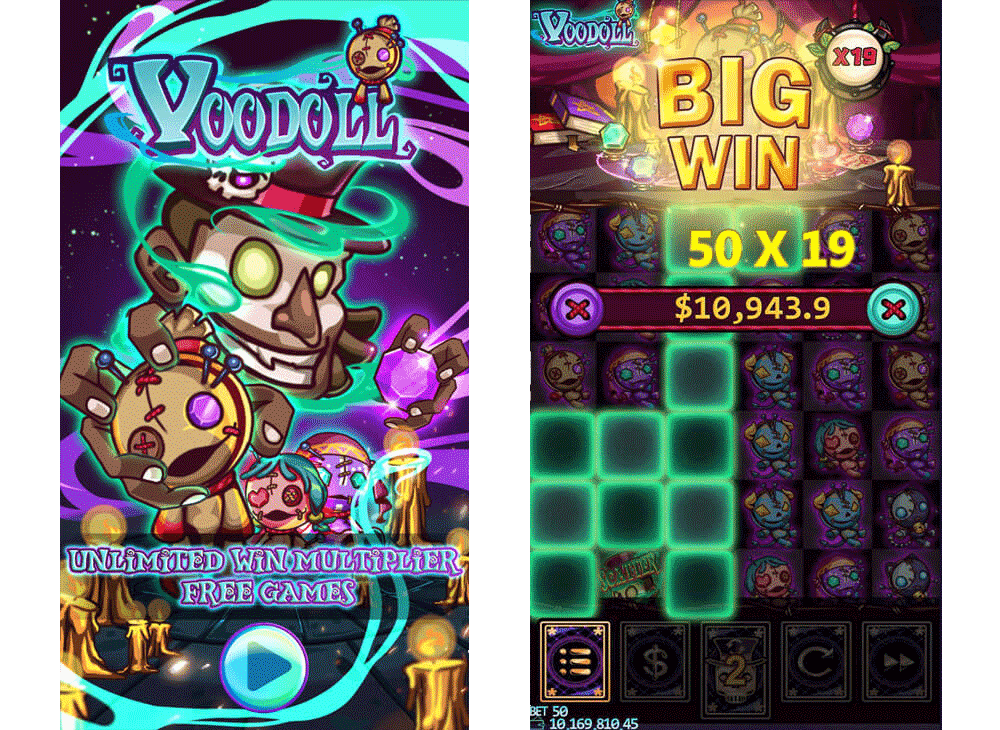 VOODOLL
UNLIMITED WIN MULTIPLIER
FREE GAMES
VOODOLL
X19
BIG
WIN
50 X 19
$10,943.9
$
2
BET 50
10,169,810.45